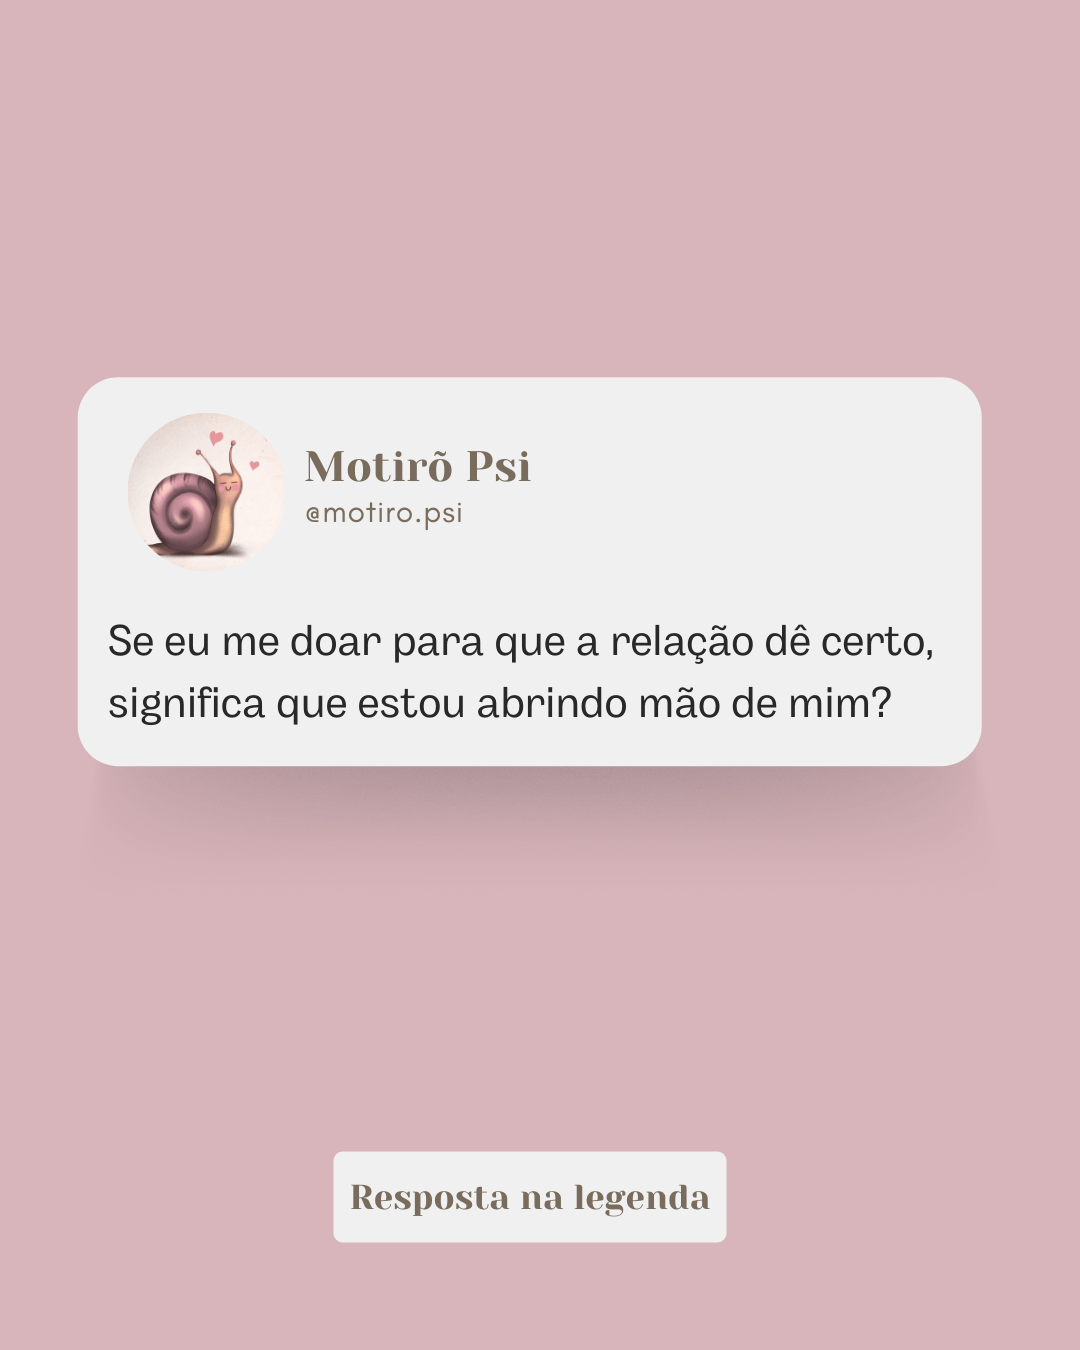 Motirõ Psi
@motiro.psi
Se eu me doar para que a relação dê certo,
significa que estou abrindo mão de mim?
Resposta na legenda